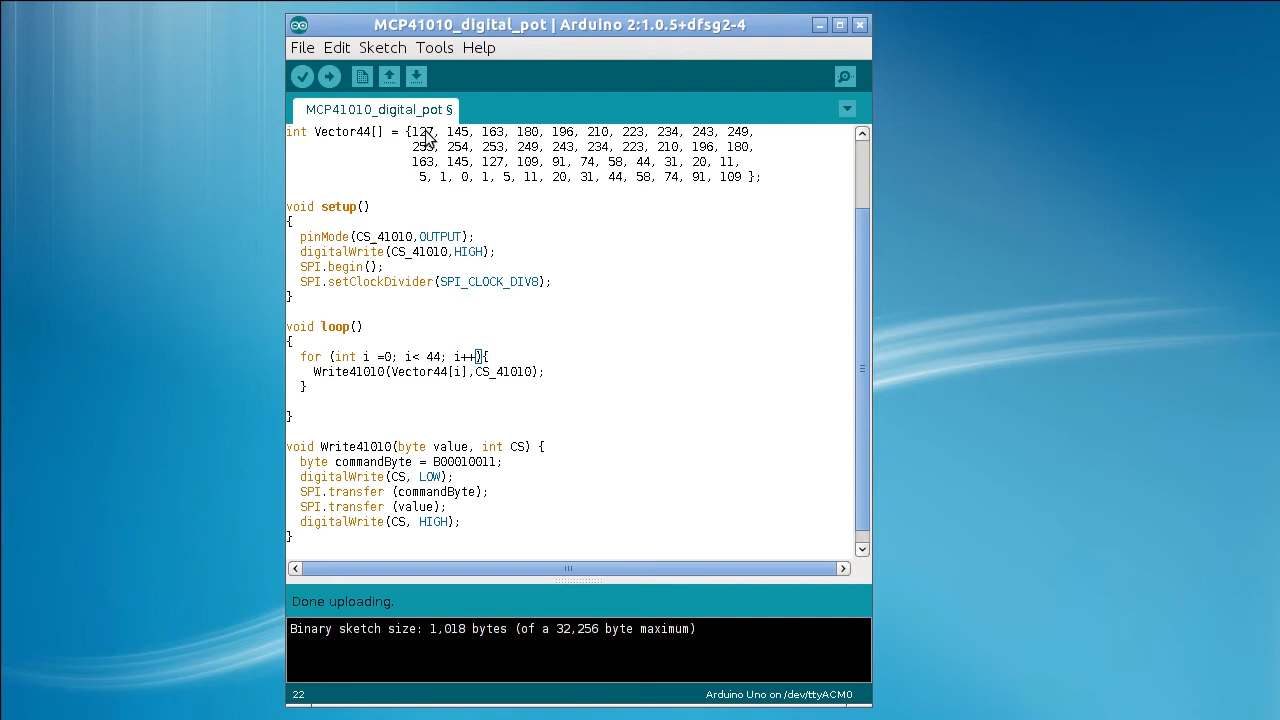 MCP41010_digital_pot | Arduino 2:1.0.5+dfsg2-4
File Edit Sketch Tools Help
MCP41010_digital_pot §
int Vector44[] = {127, 145, 163, 180, 196, 210, 223, 234, 243, 249,
253, 254, 253, 249, 243, 234, 223, 210, 196, 180,
163, 145, 127, 109, 91, 74, 58, 44, 31, 20, 11,
5, 1, 0, 1, 5, 11, 20, 31, 44, 58, 74, 91, 109 };
void setup()
{
pinMode(CS_41010,OUTPUT);
digitalWrite(CS_41010,HIGH);
SPI.begin();
SPI.setClockDivider(SPI_CLOCK_DIV8);
}
void loop()
{
for (int i =0; i< 44; i++){
Write41010(Vector44[i],CS_41010);
}
}
void Write41010(byte value, int CS) {
byte commandByte = B00010011;
digitalWrite(CS, LOW);
SPI.transfer (commandByte);
SPI.transfer (value);
digitalWrite(CS, HIGH);
}
Done uploading.
Binary sketch size: 1,018 bytes (of a 32,256 byte maximum)
22
Arduino Uno on /dev/ttyACM0